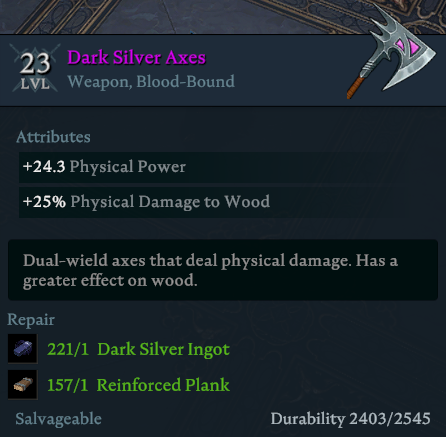 23
LVL
Dark Silver Axes
Weapon, Blood-Bound
Attributes
+24.3 Physical Power
+25% Physical Damage to Wood
Dual-wield axes that deal physical damage. Has a
greater effect on wood.
Repair
221/1 Dark Silver Ingot
157/1 Reinforced Plank
Salvageable Durability 2403/2545